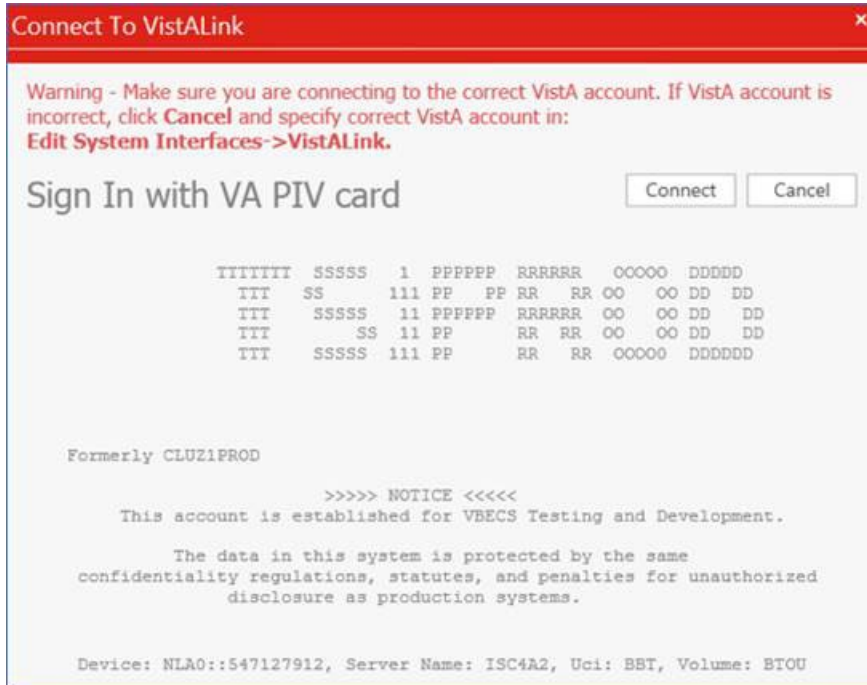 Connect To VistALink
Warning - Make sure you are connecting to the correct VistA account. If VistA account is
incorrect, click Cancel and specify correct VistA account in:
Edit System Interfaces->VistALink.
Sign In with VA PIV card
Connect
Cancel
TTTTTTT SSSSS 1 PPPPPP RRRRRR OOOOO DDDDD
TTT SS 111 PP PP RR RR OO OO DD DD
TTT SSSSS 11 PPPPPP RRRRRR OO OO DD DD
TTT SS 11 PP RR RR OO OO DD DD
TTT SSSSS 111 PP RR RR OOOOO DDDDDD
Formerly CLUZ1PROD
>>>>> NOTICE <<<<<
This account is established for VBECS Testing and Development.
The data in this system is protected by the same
confidentiality regulations, statutes, and penalties for unauthorized
disclosure as production systems.
Device: NLA0::547127912, Server Name: ISC4A2, Uci: BBT, Volume: BTOU